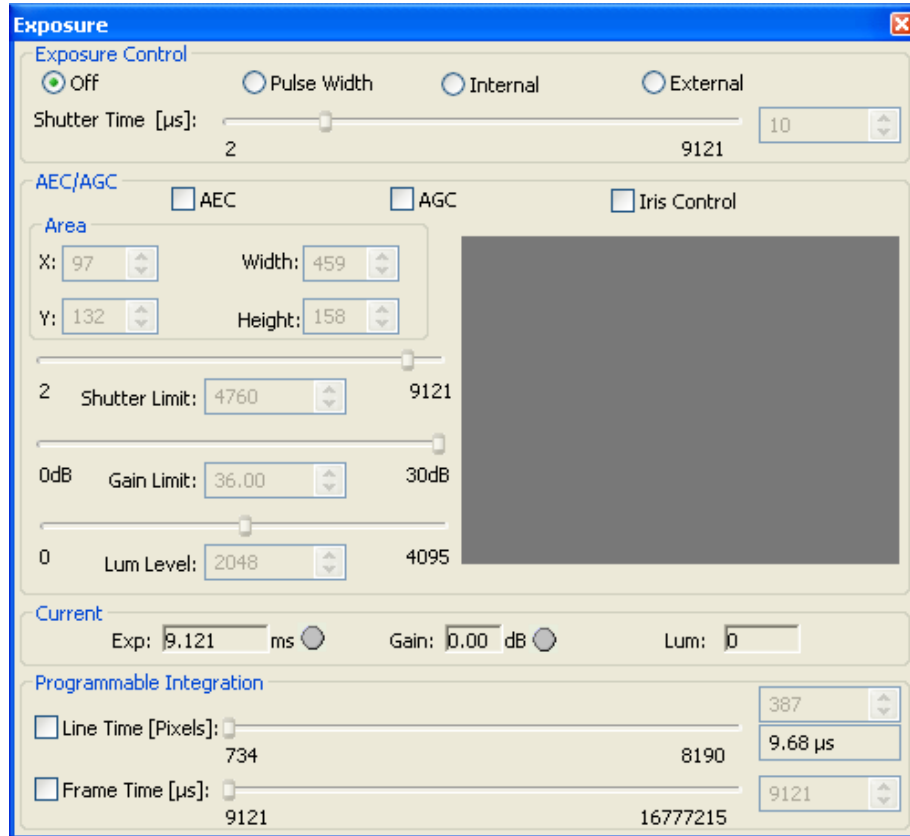 Exposure
Exposure Control
Off Pulse Width Internal External
Shutter Time [µs]: 10
2 9121
AEC/AGC
AEC AGC Iris Control
Area
X: 97 Width: 459
Y: 132 Height: 158
2 Shutter Limit: 4760 9121
0dB Gain Limit: 36.00 30dB
0 Lum Level: 2048 4095
Current
Exp: 9.121 ms Gain: 0.00 dB Lum: 0
Programmable Integration
387
Line Time [Pixels]:
734 8190 9.68 µs
Frame Time [µs]: 9121
9121 16777215